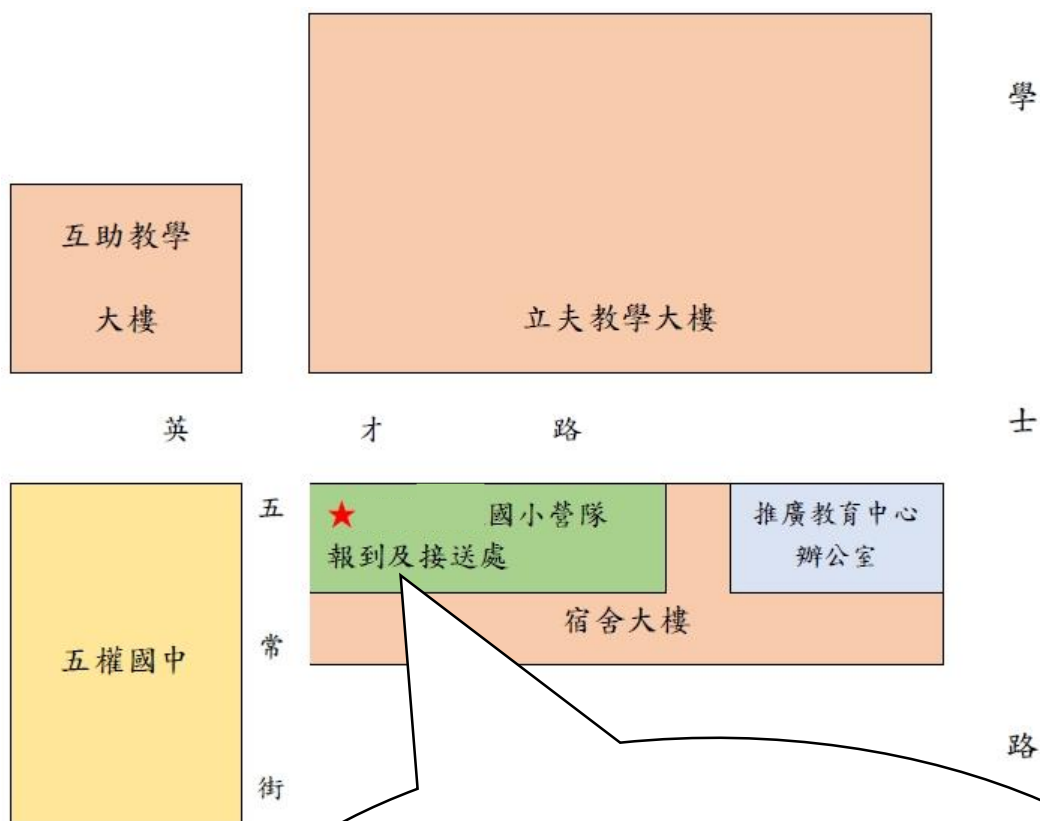 學士路
互助教學
大樓
立夫教學大樓
英才路
五常街
★ 國小營隊
報到及接送處
推廣教育中心
辦公室
宿舍大樓
五權國中